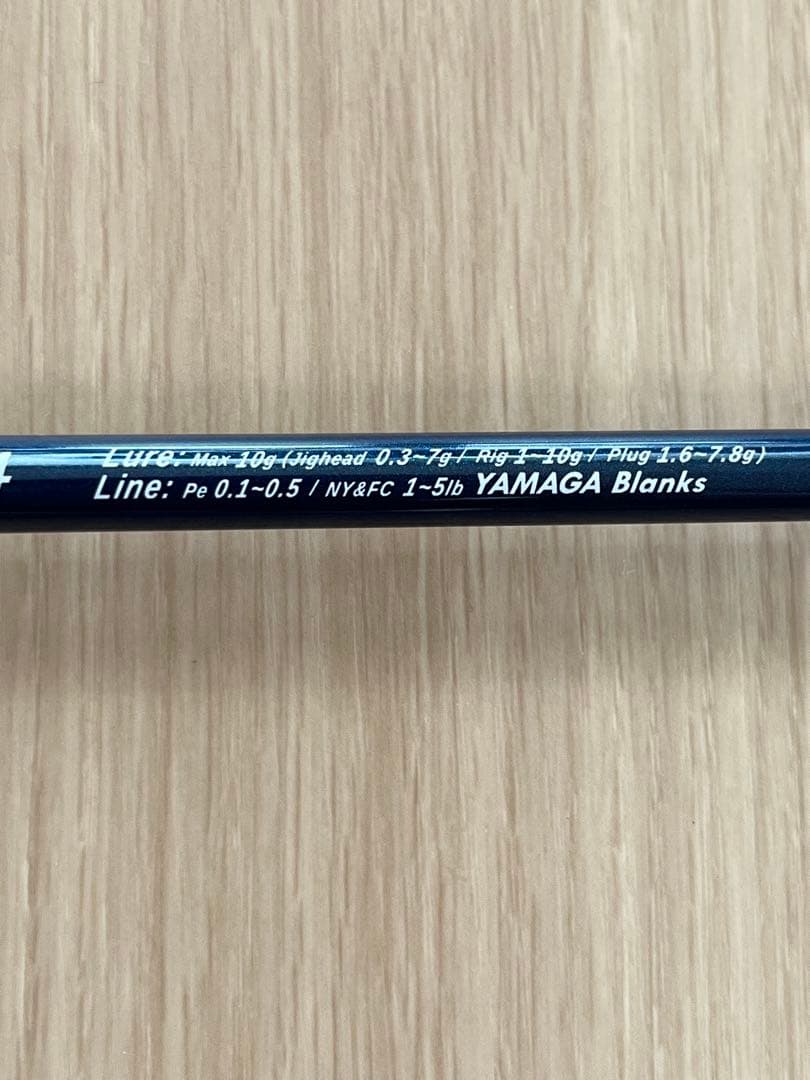 4
Lure: Max 10g (Jighead 0.3~7g / Rig 1~10g / Plug 1.6~7.8g)
Line: Pe 0.1~0.5 / NY&FC 1~5lb YAMAGA Blanks